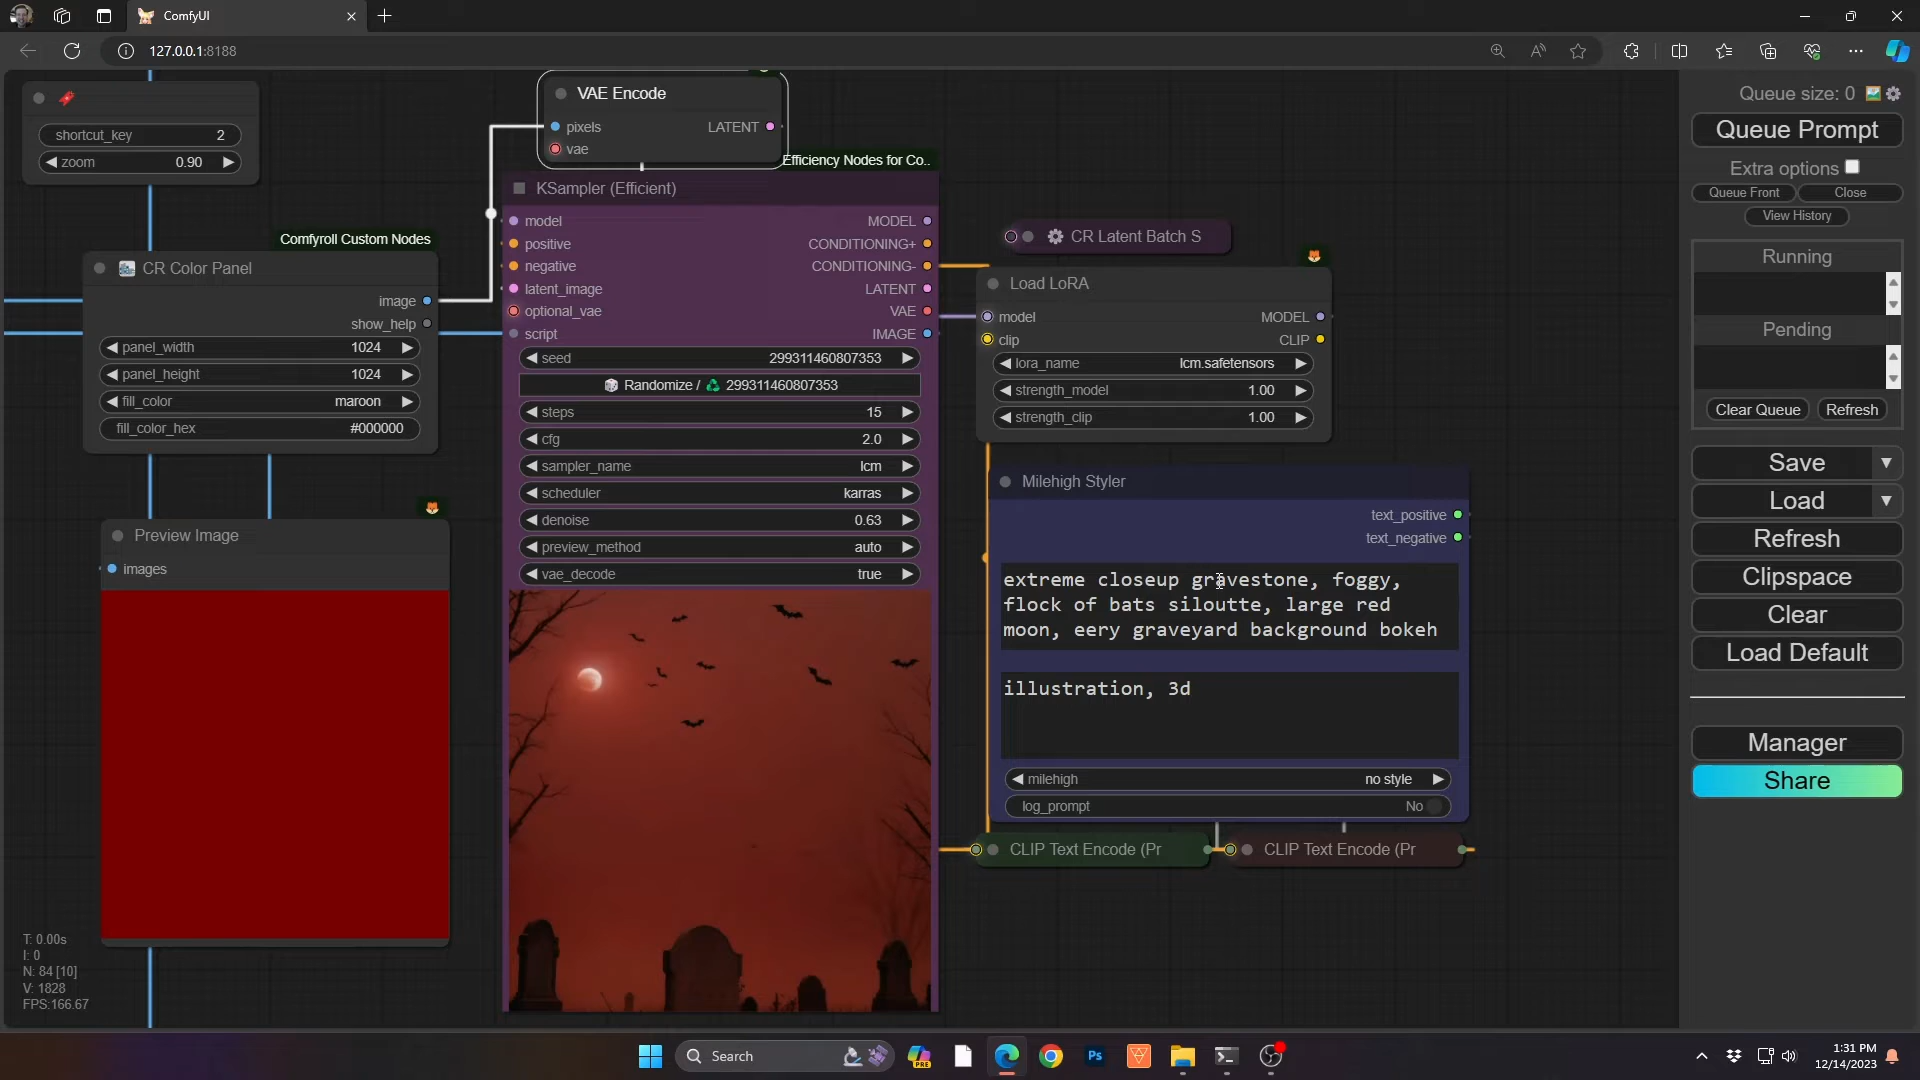 ComfyUI
127.0.0.1:8188
shortcut_key 2
zoom 0.90
Comfyroll Custom Nodes
CR Color Panel
image
show_help
panel_width 1024
panel_height 1024
fill_color maroon
fill_color_hex #000000
Preview Image
images
T: 0.00s
I: 0
N: 84 [10]
V: 1828
FPS:166.67
VAE Encode
pixels LATENT
vae
Efficiency Nodes for Co..
KSampler (Efficient)
model MODEL
positive CONDITIONING+
negative CONDITIONING-
latent_image LATENT
optional_vae VAE
script IMAGE
seed 299311460807353
Randomize / 299311460807353
steps 15
cfg 2.0
sampler_name lcm
scheduler karras
denoise 0.63
preview_method auto
vae_decode true
CR Latent Batch S
Load LoRA
model MODEL
clip CLIP
lora_name lcm.safetensors
strength_model 1.00
strength_clip 1.00
Milehigh Styler
text_positive
text_negative
extreme closeup gravestone, foggy,
flock of bats siloutte, large red
moon, eery graveyard background bokeh
illustration, 3d
milehigh no style
log_prompt No
CLIP Text Encode (Pr
CLIP Text Encode (Pr
Queue size: 0
Queue Prompt
Extra options
Queue Front Close
View History
Running
Pending
Clear Queue Refresh
Save
Load
Refresh
Clipspace
Clear
Load Default
Manager
Share
Search
PRE
Ps
1:31 PM
12/14/2023